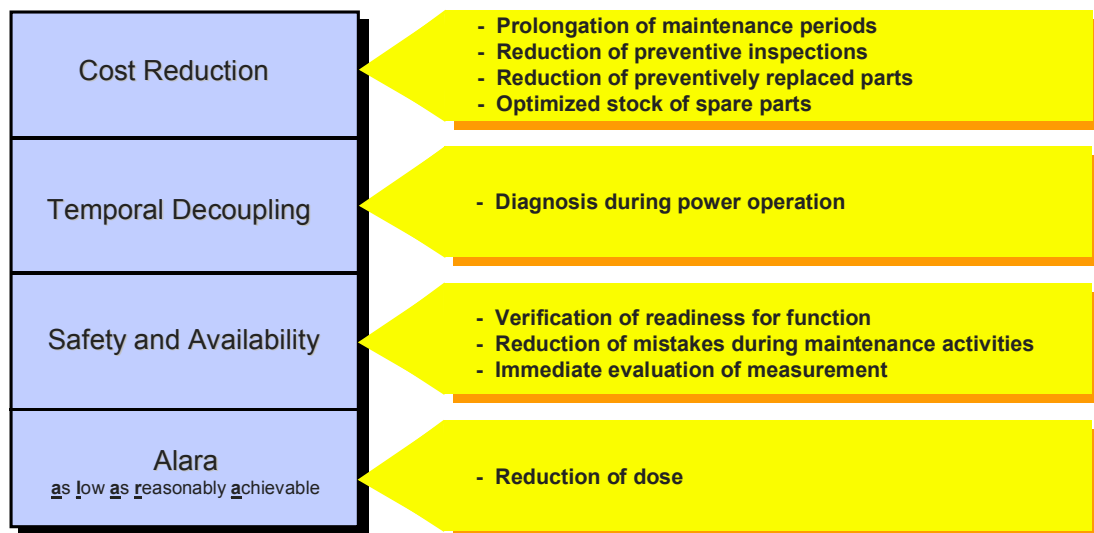 Cost Reduction
- Prolongation of maintenance periods
- Reduction of preventive inspections
- Reduction of preventively replaced parts
- Optimized stock of spare parts
Temporal Decoupling
- Diagnosis during power operation
Safety and Availability
- Verification of readiness for function
- Reduction of mistakes during maintenance activities
- Immediate evaluation of measurement
Alara
as low as reasonably achievable
- Reduction of dose